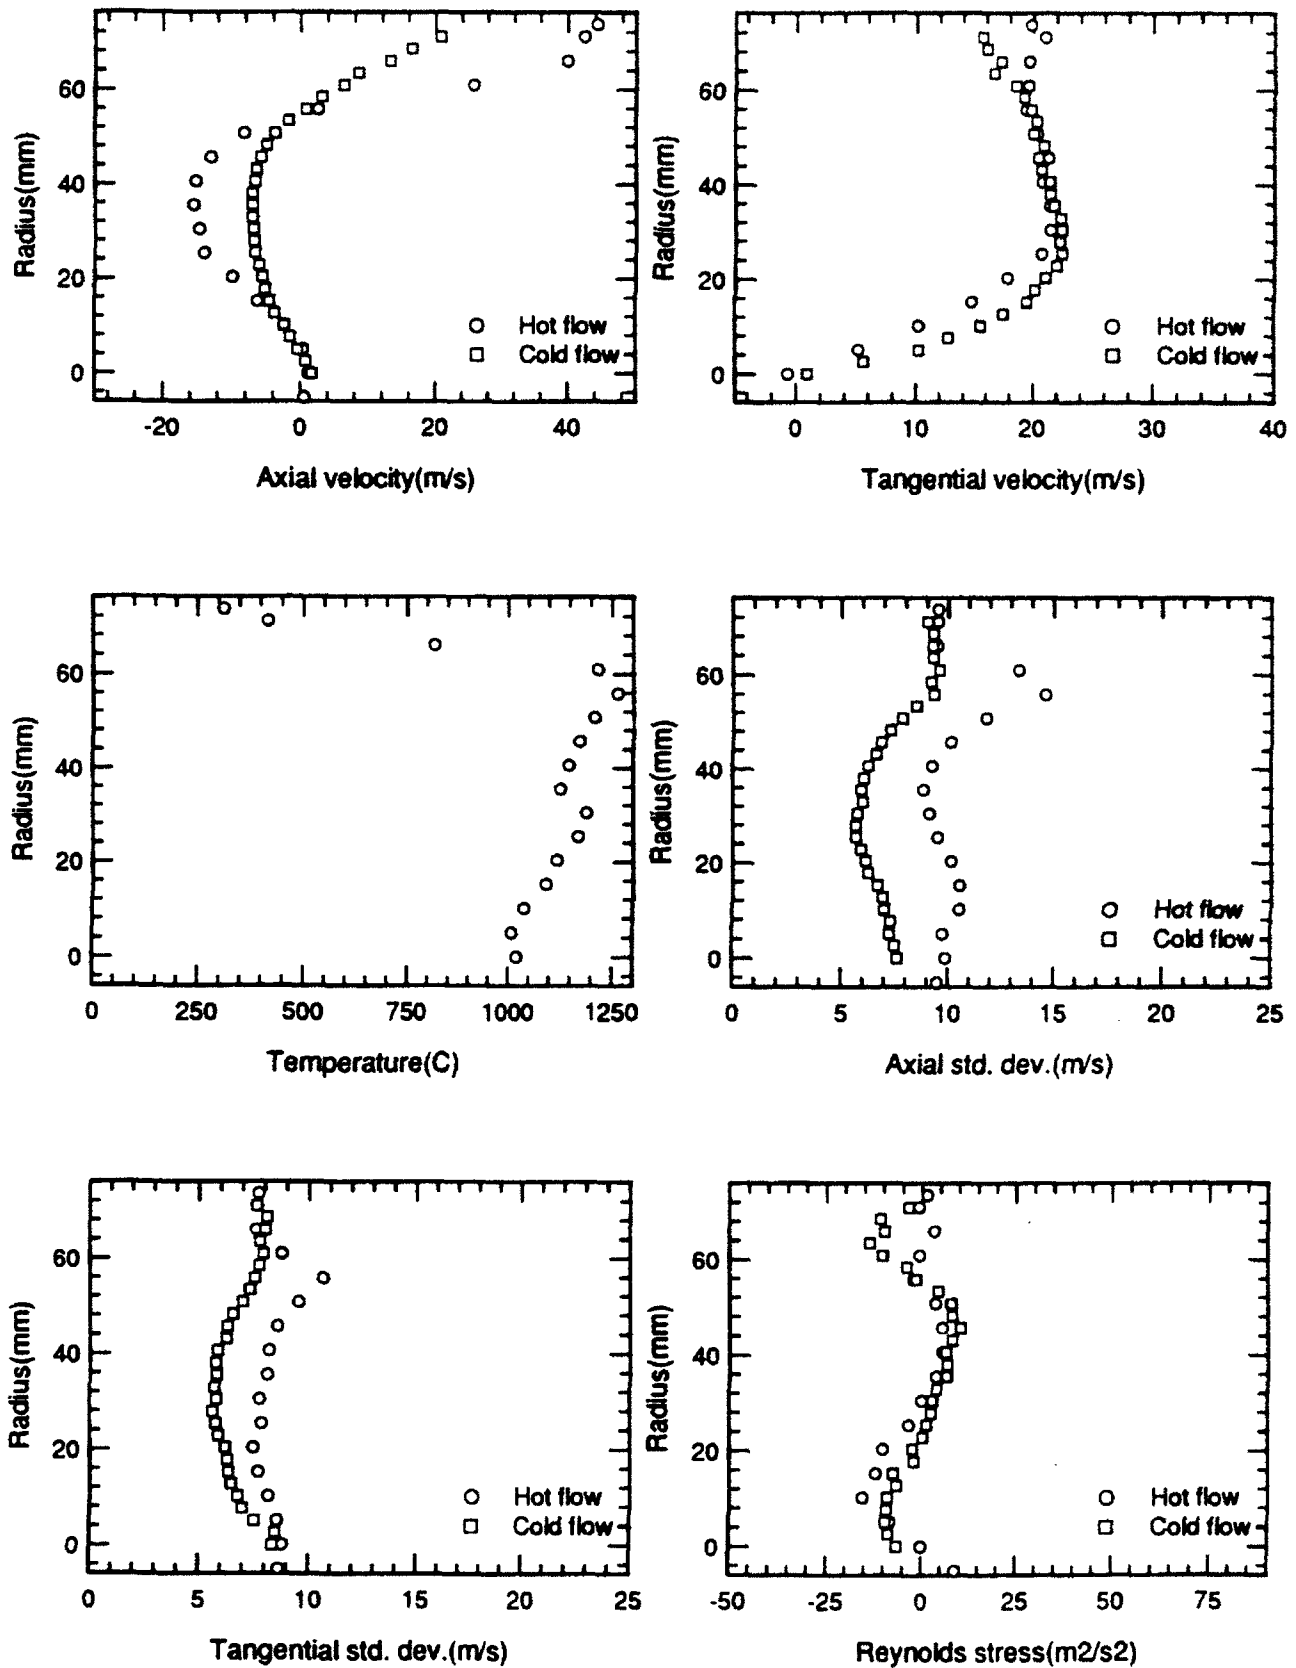 60
40
20
0
Radius(mm)
Hot flow
Cold flow
-20 0 20 40
Axial velocity(m/s)
60
40
20
0
Radius(mm)
Hot flow
Cold flow
0 10 20 30 40
Tangential velocity(m/s)
60
40
20
0
Radius(mm)
0 250 500 750 1000 1250
Temperature(C)
60
40
20
0
Radius(mm)
Hot flow
Cold flow
0 5 10 15 20 25
Axial std. dev.(m/s)
60
40
20
0
Radius(mm)
Hot flow
Cold flow
0 5 10 15 20 25
Tangential std. dev.(m/s)
60
40
20
0
Radius(mm)
Hot flow
Cold flow
-50 -25 0 25 50 75
Reynolds stress(m2/s2)